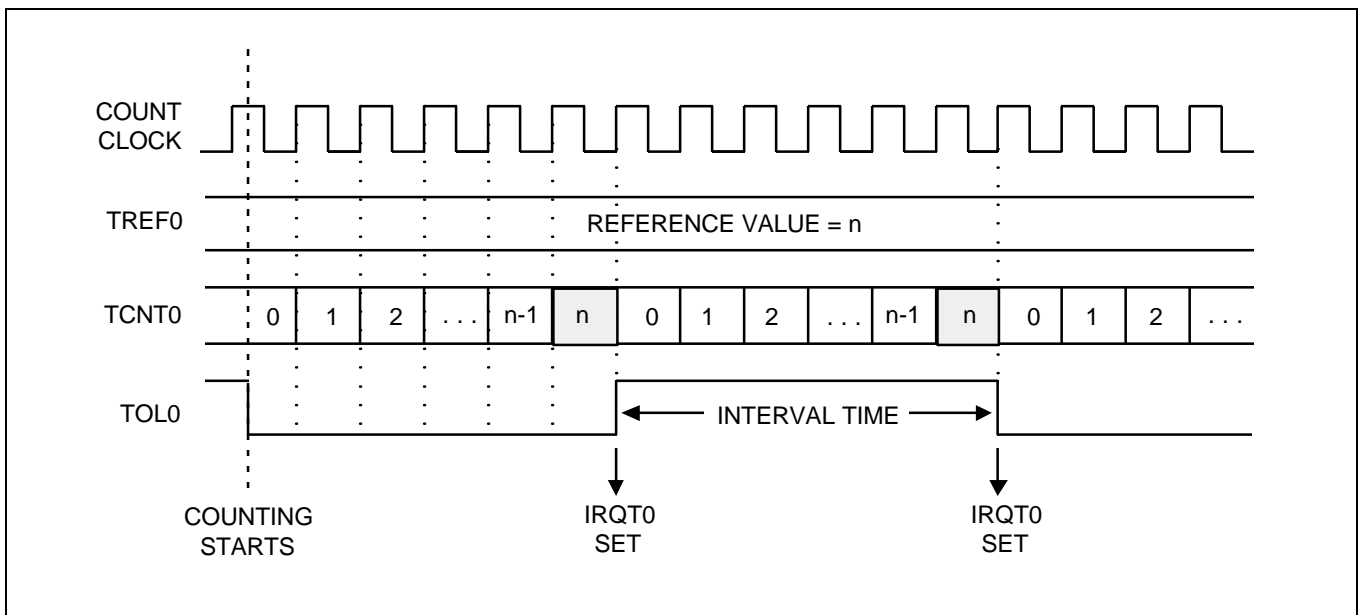 COUNT
CLOCK
TREF0
REFERENCE VALUE = n
TCNT0
0 1 2 . . . n-1 n 0 1 2 . . . n-1 n 0 1 2 . . .
TOL0
INTERVAL TIME
COUNTING
STARTS
IRQT0
SET
IRQT0
SET